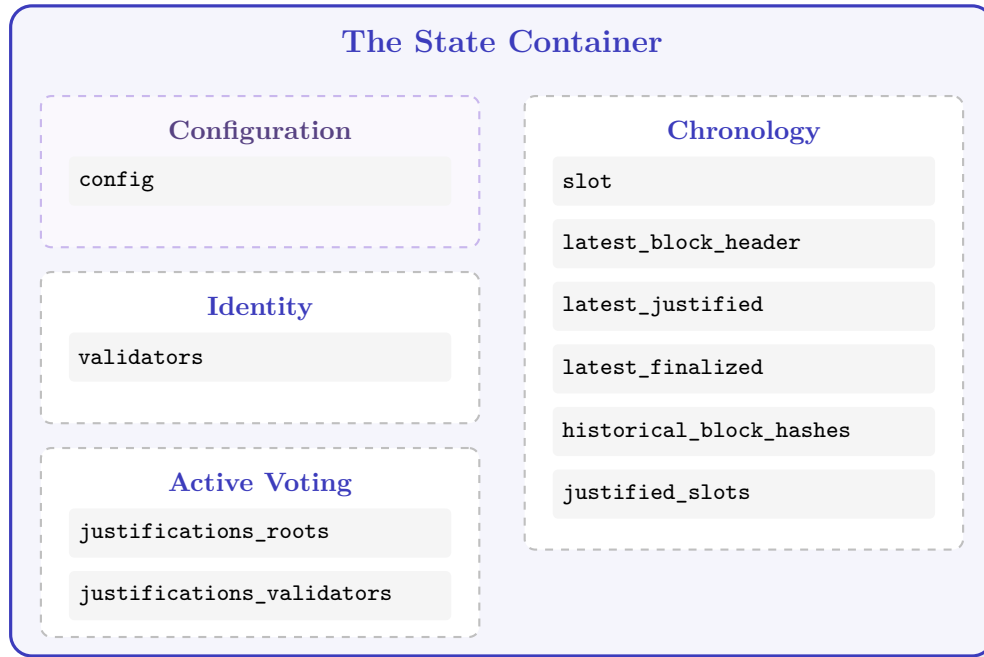 The State Container
Configuration
config
Identity
validators
Active Voting
justifications_roots
justifications_validators
Chronology
slot
latest_block_header
latest_justified
latest_finalized
historical_block_hashes
justified_slots